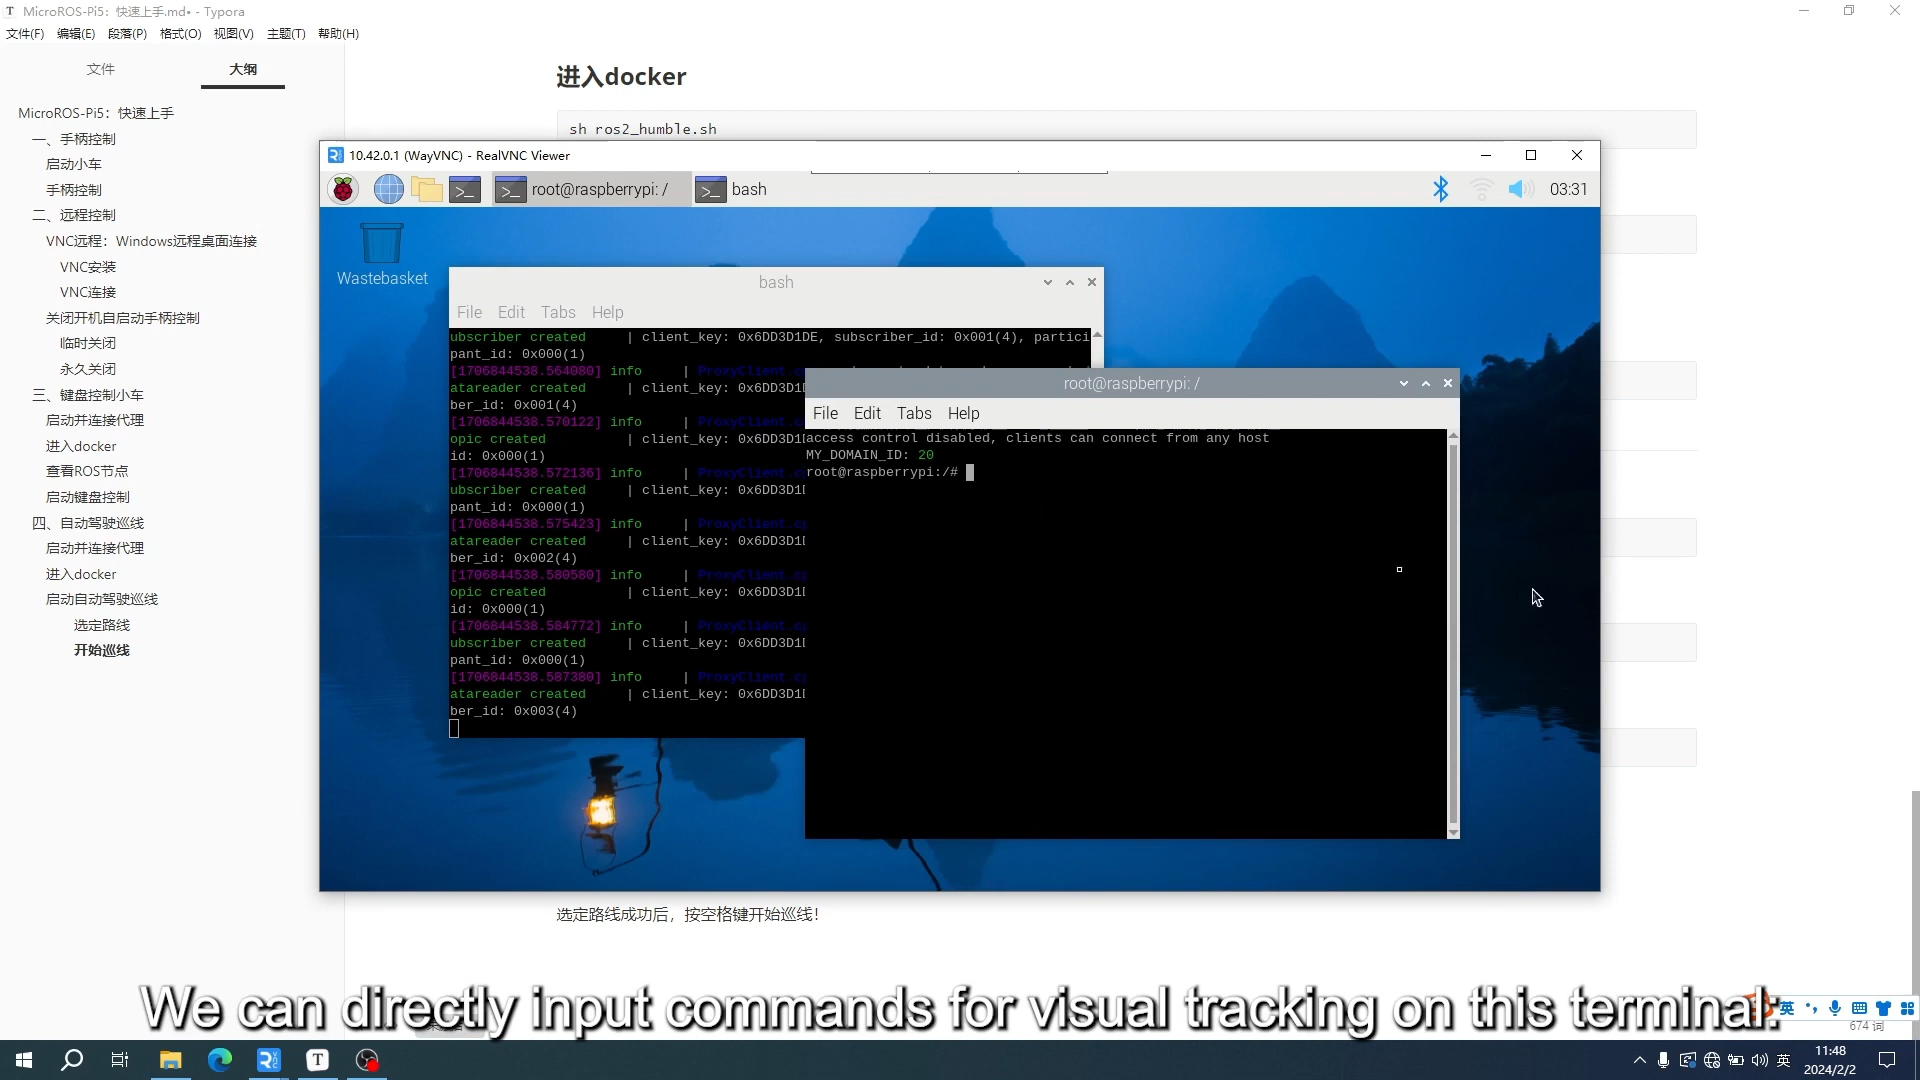 MicroROS-Pi5：快速上手.md• - Typora
文件(F) 编辑(E) 段落(P) 格式(O) 视图(V) 主题(T) 帮助(H)
文件 大纲
MicroROS-Pi5：快速上手
一、手柄控制
启动小车
手柄控制
二、远程控制
VNC远程：Windows远程桌面连接
VNC安装
VNC连接
关闭开机自启动手柄控制
临时关闭
永久关闭
三、键盘控制小车
启动并连接代理
进入docker
查看ROS节点
启动键盘控制
四、自动驾驶巡线
启动并连接代理
进入docker
启动自动驾驶巡线
选定路线
开始巡线
进入docker
sh ros2_humble.sh
10.42.0.1 (WayVNC) - RealVNC Viewer
root@raspberrypi: / bash 03:31
Wastebasket
bash
File Edit Tabs Help
ubscriber created | client_key: 0x6DD3D1DE, subscriber_id: 0x001(4), partici
pant_id: 0x000(1)
[1706844538.564080] info | ProxyClient.c
atareader created | client_key: 0x6DD3D1D
ber_id: 0x001(4)
[1706844538.570122] info | ProxyClient.c
opic created | client_key: 0x6DD3D1D
id: 0x000(1)
[1706844538.572136] info | ProxyClient.c
ubscriber created | client_key: 0x6DD3D1D
pant_id: 0x000(1)
[1706844538.575423] info | ProxyClient.c
atareader created | client_key: 0x6DD3D1D
ber_id: 0x002(4)
[1706844538.580580] info | ProxyClient.c
opic created | client_key: 0x6DD3D1D
id: 0x000(1)
[1706844538.584772] info | ProxyClient.c
ubscriber created | client_key: 0x6DD3D1D
pant_id: 0x000(1)
[1706844538.587380] info | ProxyClient.c
atareader created | client_key: 0x6DD3D1D
ber_id: 0x003(4)
root@raspberrypi: /
File Edit Tabs Help
access control disabled, clients can connect from any host
MY_DOMAIN_ID: 20
root@raspberrypi:/#
选定路线成功后，按空格键开始巡线！
We can directly input commands for visual tracking on this terminal:
英
674 词
英
11:48
2024/2/2